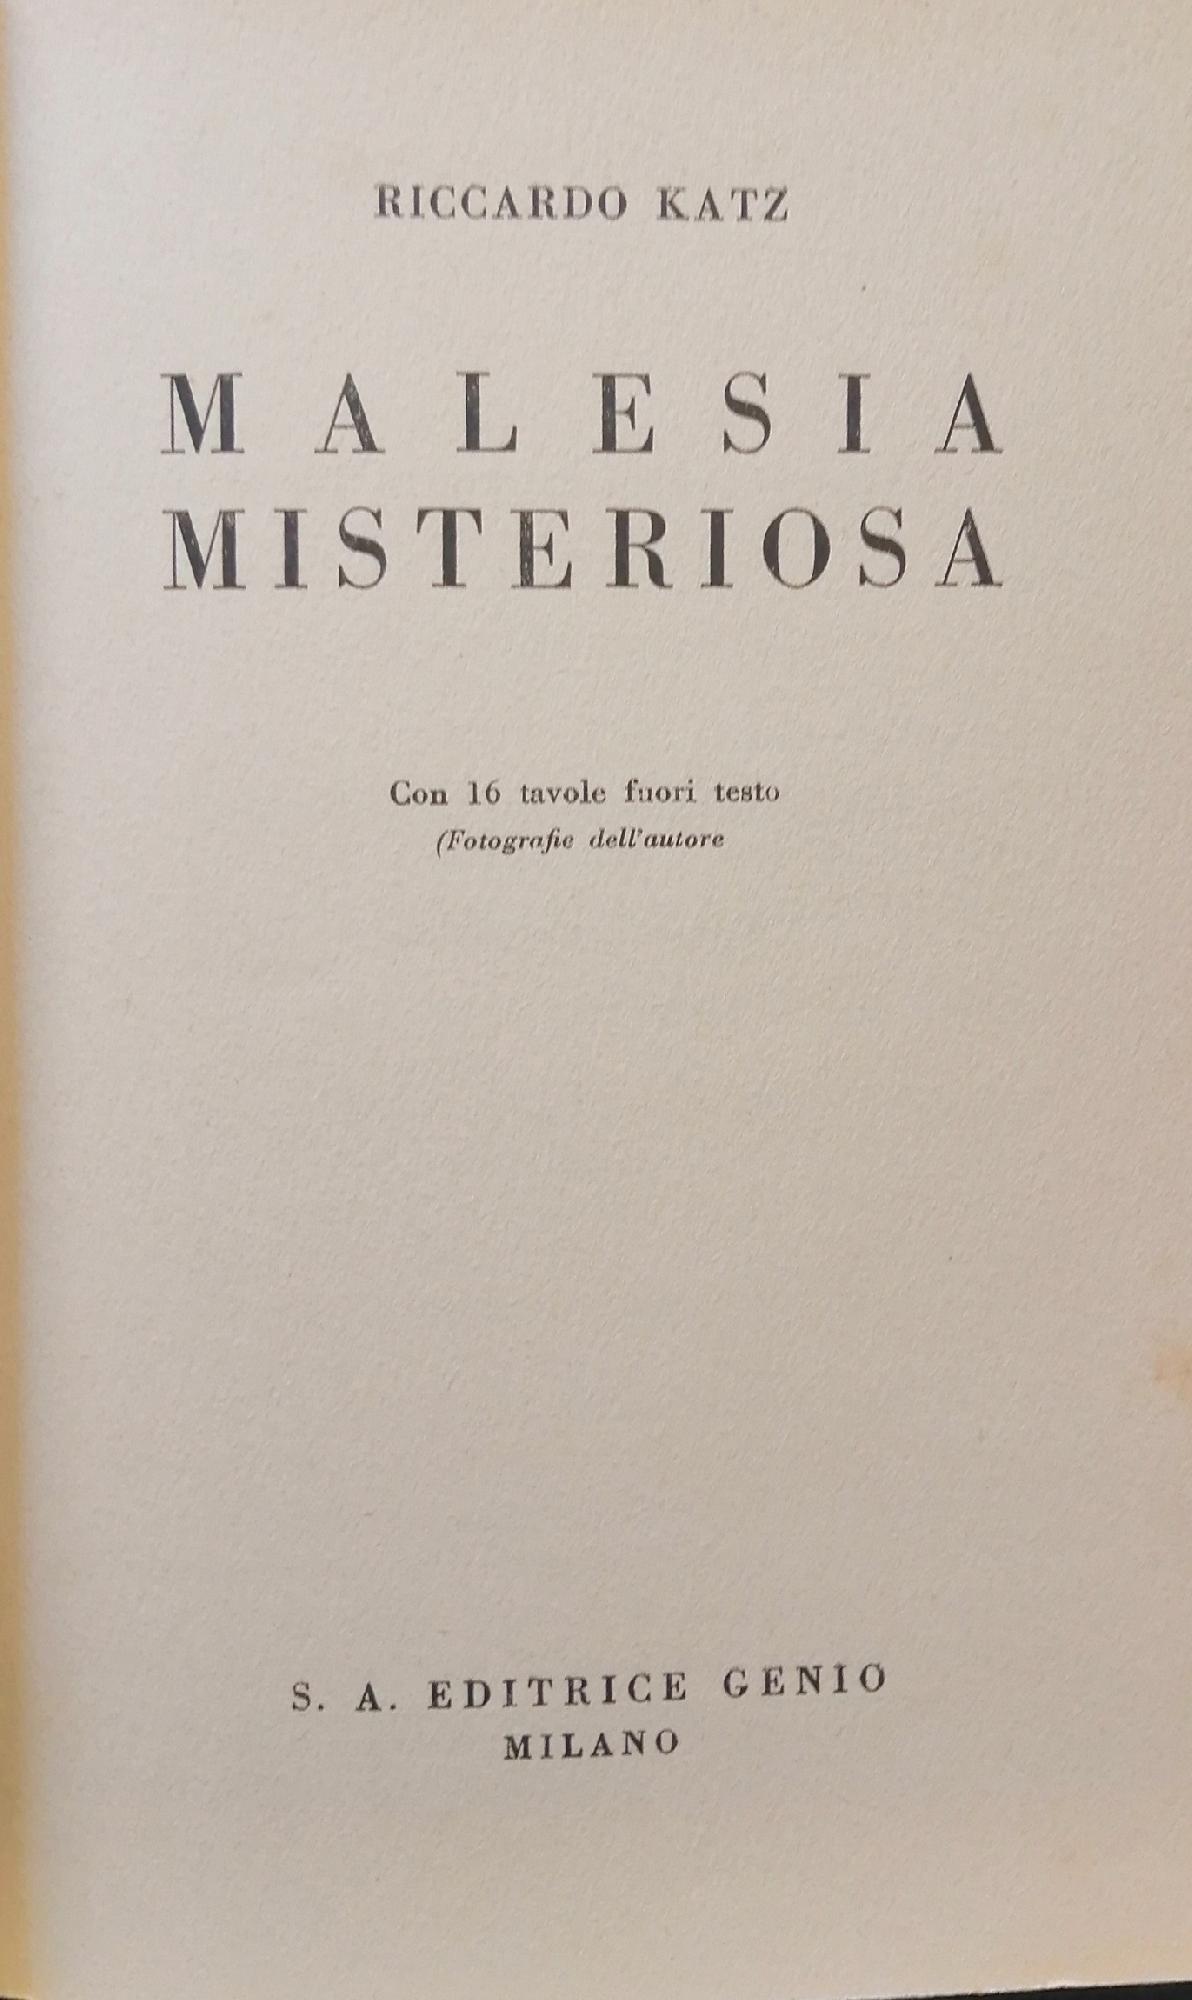 RICCARDO KATZ
MALESIA
MISTERIOSA
Con 16 tavole fuori testo
(Fotografie dell'autore
S. A. EDITRICE GENIO
MILANO